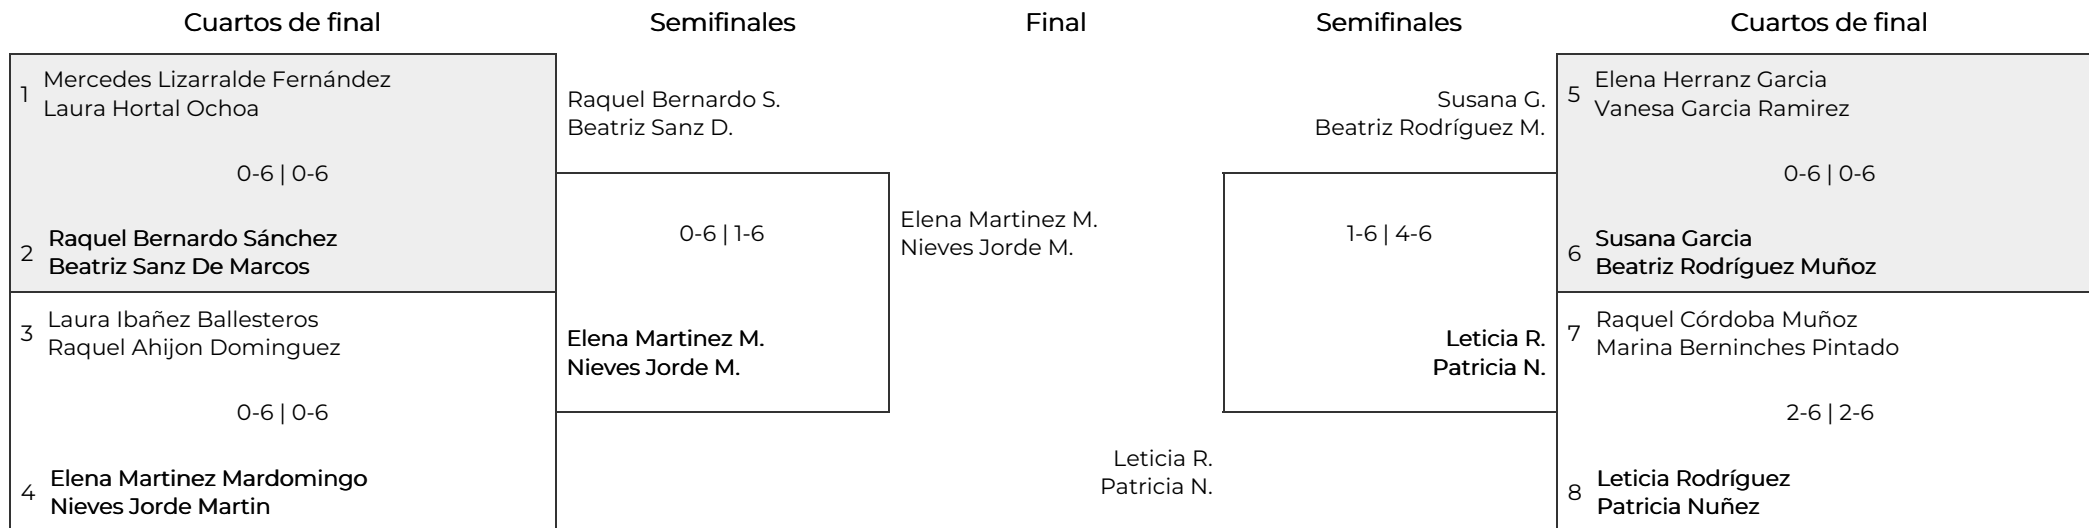 Cuartos de final
Semifinales
Final
Semifinales
Cuartos de final
1
Mercedes Lizarralde Fernández
Laura Hortal Ochoa
0-6 | 0-6
2
Raquel Bernardo Sánchez
Beatriz Sanz De Marcos
3
Laura Ibañez Ballesteros
Raquel Ahijon Dominguez
0-6 | 0-6
4
Elena Martinez Mardomingo
Nieves Jorde Martin
Raquel Bernardo S.
Beatriz Sanz D.
0-6 | 1-6
Elena Martinez M.
Nieves Jorde M.
Elena Martinez M.
Nieves Jorde M.
Leticia R.
Patricia N.
Susana G.
Beatriz Rodríguez M.
1-6 | 4-6
Leticia R.
Patricia N.
5
Elena Herranz Garcia
Vanesa Garcia Ramirez
0-6 | 0-6
6
Susana Garcia
Beatriz Rodríguez Muñoz
7
Raquel Córdoba Muñoz
Marina Berninches Pintado
2-6 | 2-6
8
Leticia Rodríguez
Patricia Nuñez